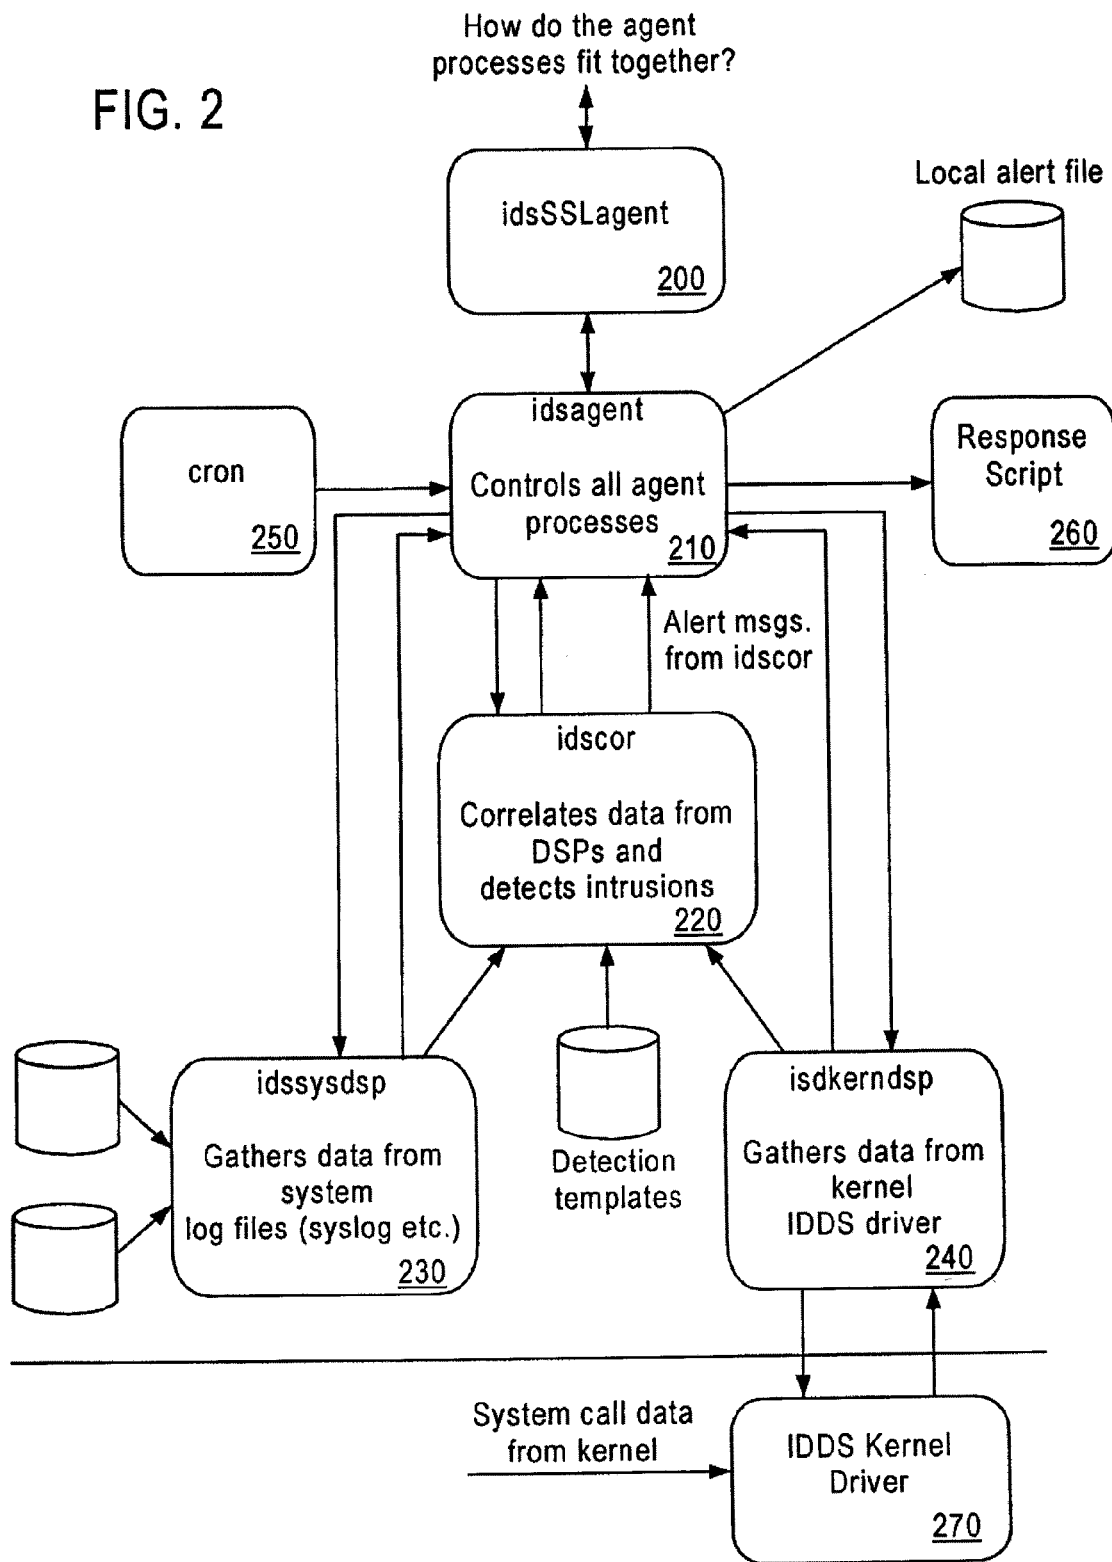 How do the agent
processes fit together?
FIG. 2
Local alert file
idsSSLagent
200
idsagent
Controls all agent
processes
210
cron
250
Response
Script
260
Alert msgs.
from idscor
idscor
Correlates data from
DSPs and
detects intrusions
220
idssysdsp
Gathers data from
system
log files (syslog etc.)
230
Detection
templates
isdkerndsp
Gathers data from
kernel
IDDS driver
240
System call data
from kernel
IDDS Kernel
Driver
270